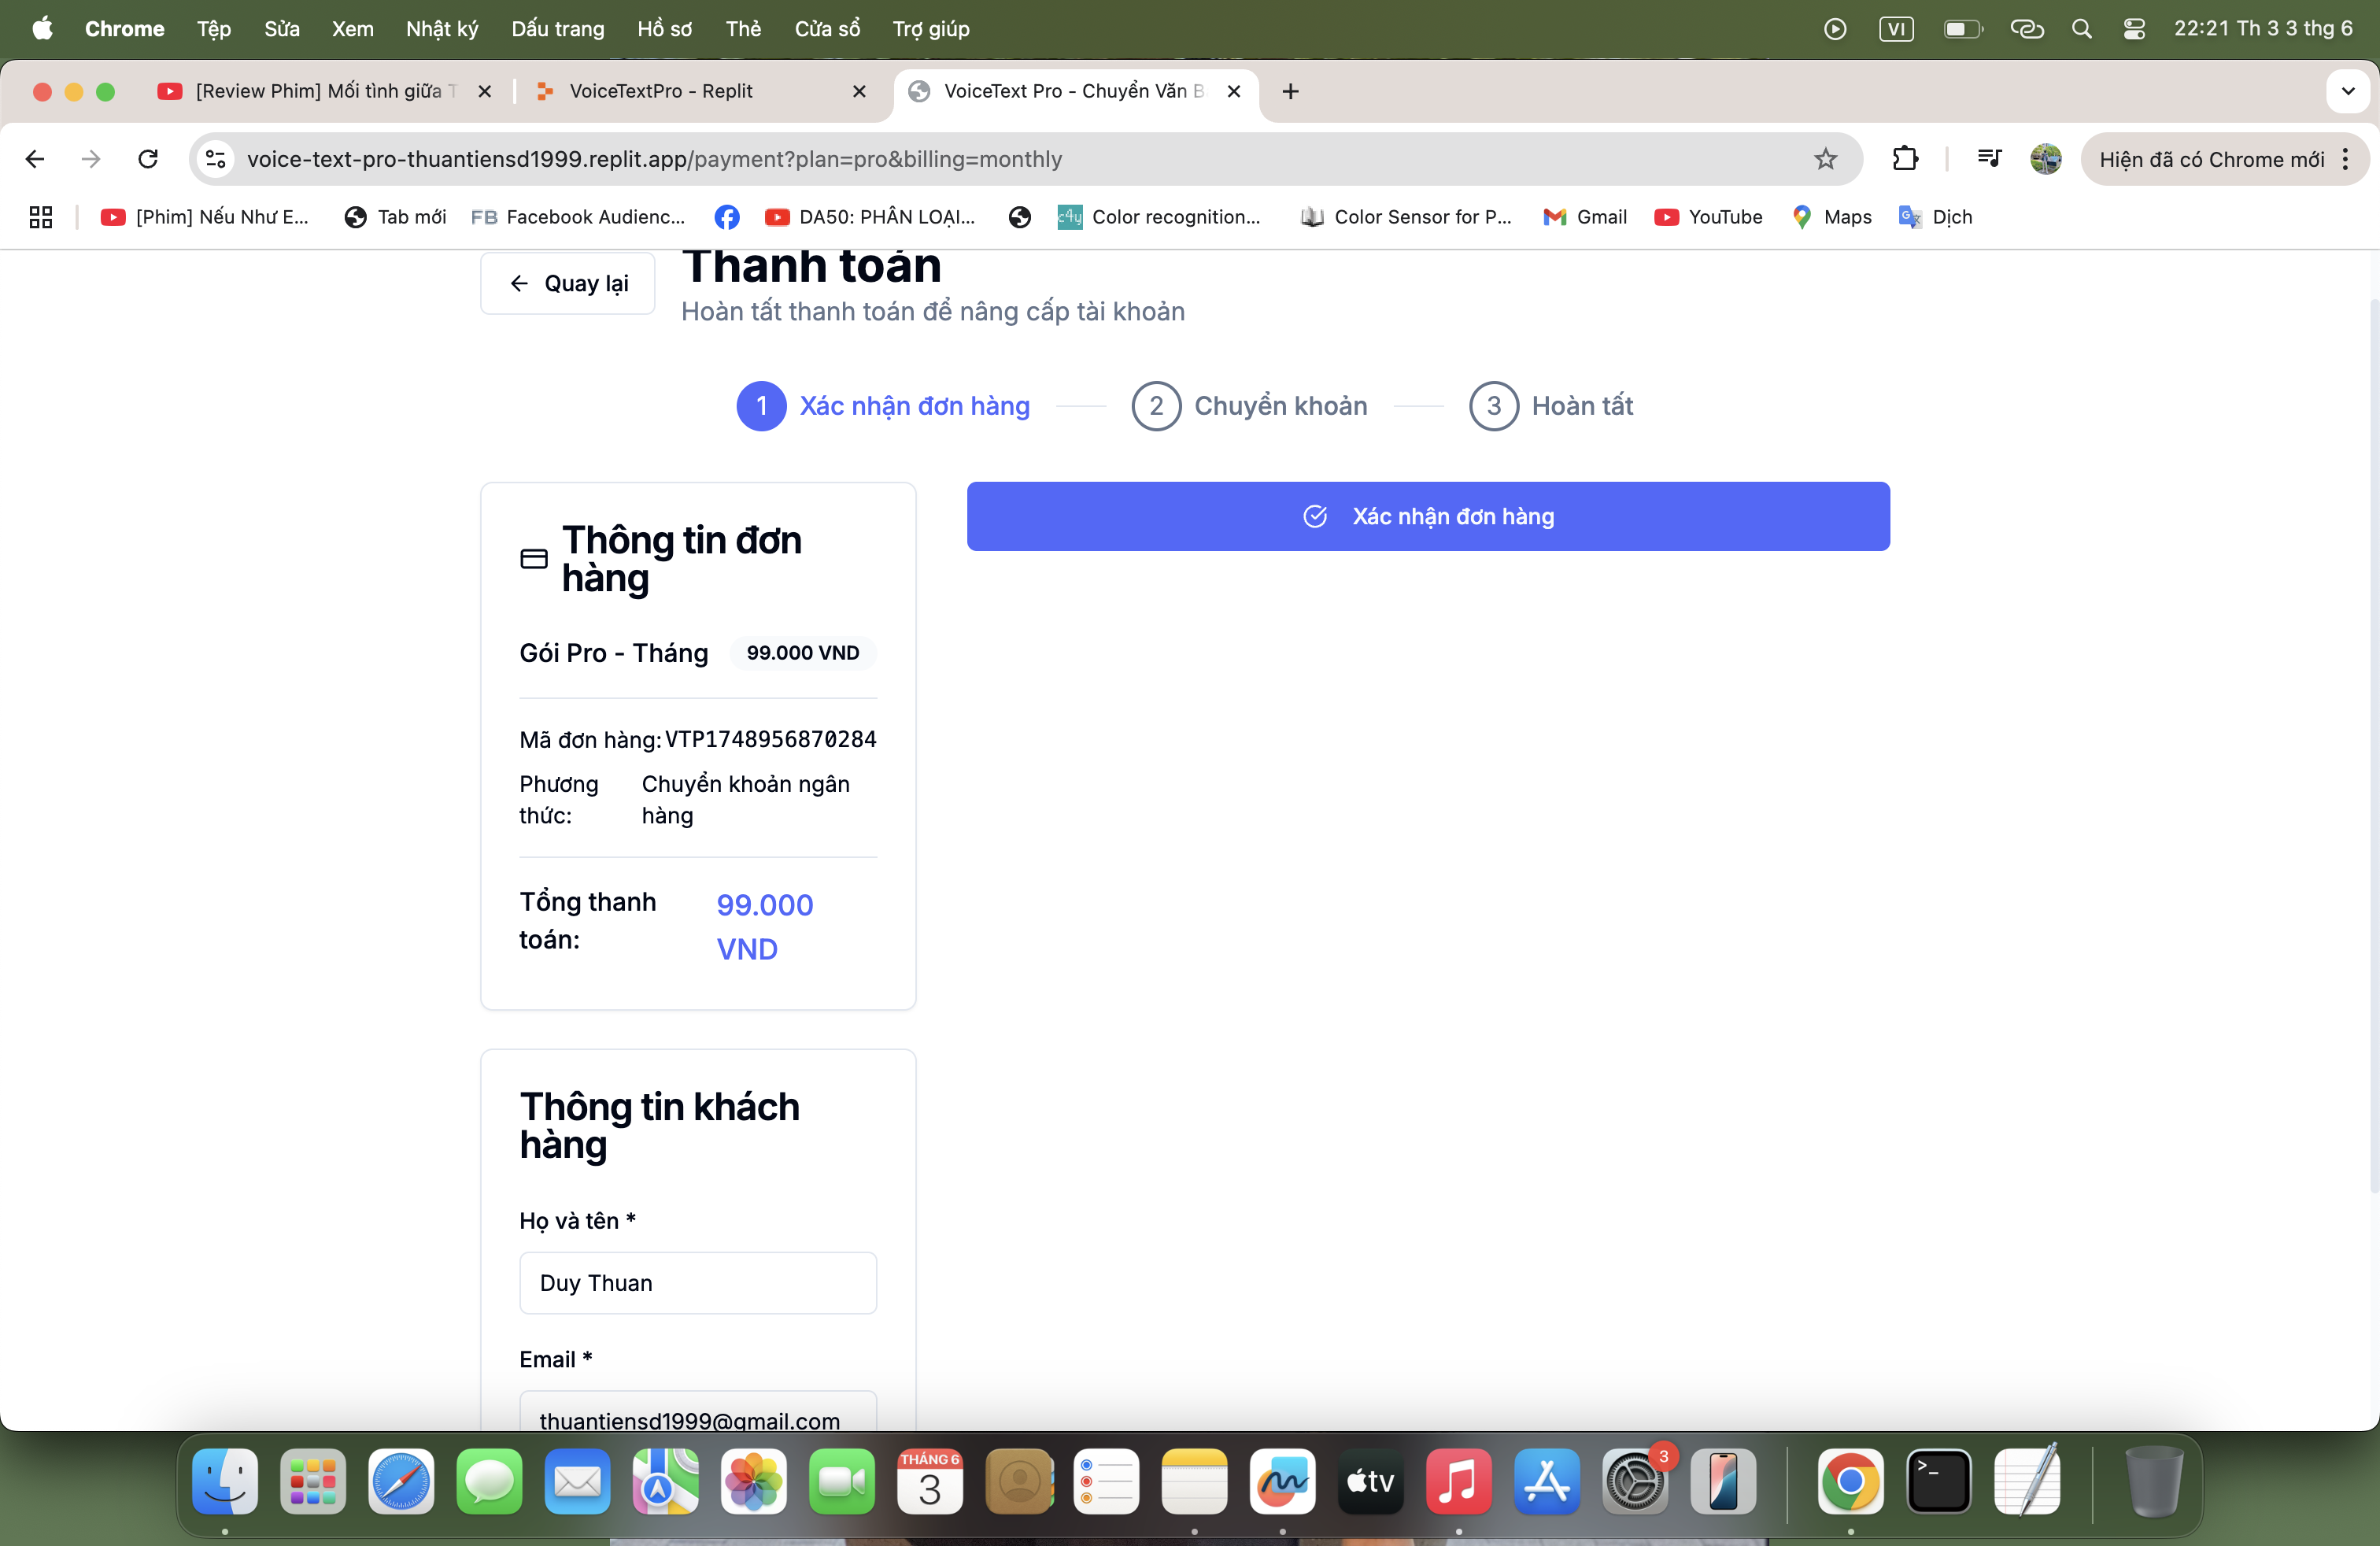 Chrome Tệp Sửa Xem Nhật ký Dấu trang Hồ sơ Thẻ Cửa sổ Trợ giúp VI 22:21 Th 3 3 thg 6
[Review Phim] Mối tình giữa T VoiceTextPro - Replit VoiceText Pro - Chuyển Văn B
voice-text-pro-thuantiensd1999.replit.app/payment?plan=pro&billing=monthly Hiện đã có Chrome mới
[Phim] Nếu Như E... Tab mới FB Facebook Audienc... DA50: PHÂN LOẠI... c4y Color recognition... Color Sensor for P... Gmail YouTube Maps Dịch
Quay lại
Thanh toán
Hoàn tất thanh toán để nâng cấp tài khoản
1 Xác nhận đơn hàng 2 Chuyển khoản 3 Hoàn tất
Thông tin đơn
hàng
Xác nhận đơn hàng
Gói Pro - Tháng 99.000 VND
Mã đơn hàng: VTP1748956870284
Phương Chuyển khoản ngân
thức: hàng
Tổng thanh 99.000
toán: VND
Thông tin khách
hàng
Họ và tên *
Duy Thuan
Email *
thuantiensd1999@gmail.com
THÁNG 6
3
tv
3
>_